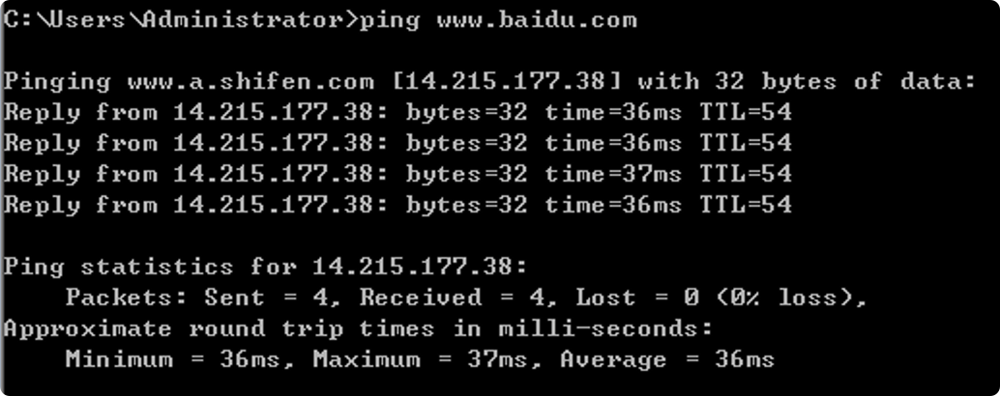 C:\Users\Administrator>ping www.baidu.com
Pinging www.a.shifen.com [14.215.177.38] with 32 bytes of data:
Reply from 14.215.177.38: bytes=32 time=36ms TTL=54
Reply from 14.215.177.38: bytes=32 time=36ms TTL=54
Reply from 14.215.177.38: bytes=32 time=37ms TTL=54
Reply from 14.215.177.38: bytes=32 time=36ms TTL=54
Ping statistics for 14.215.177.38:
    Packets: Sent = 4, Received = 4, Lost = 0 (0% loss),
Approximate round trip times in milli-seconds:
    Minimum = 36ms, Maximum = 37ms, Average = 36ms